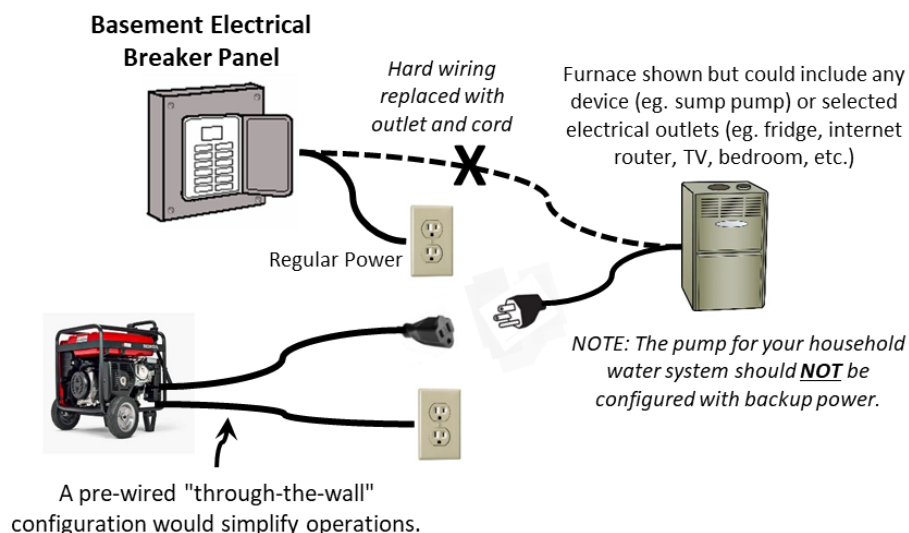 Basement Electrical
Breaker Panel
Hard wiring
replaced with
outlet and cord
Furnace shown but could include any
device (eg. sump pump) or selected
electrical outlets (eg. fridge, internet
router, TV, bedroom, etc.)
X
Regular Power
NOTE: The pump for your household
water system should NOT be
configured with backup power.
A pre-wired "through-the-wall"
configuration would simplify operations.